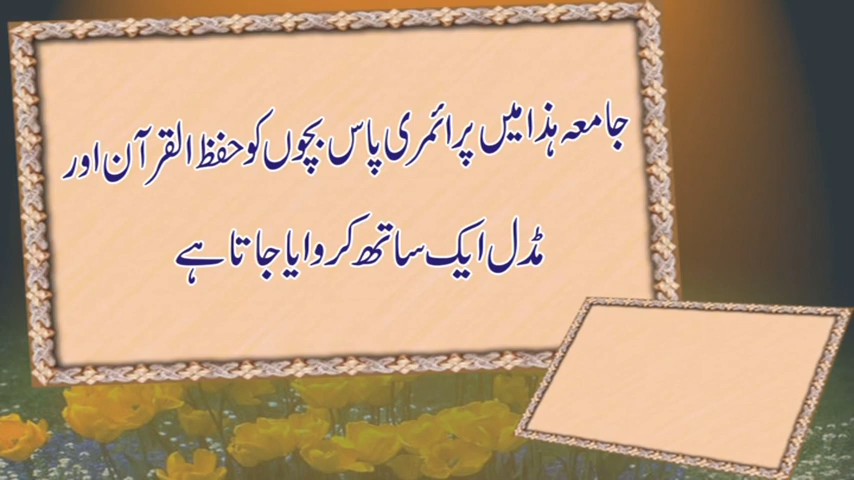 جامعہ ہذا میں پرائمری پاس بچوں کو حفظ القرآن اور
مڈل ایک ساتھ کروایا جاتا ہے